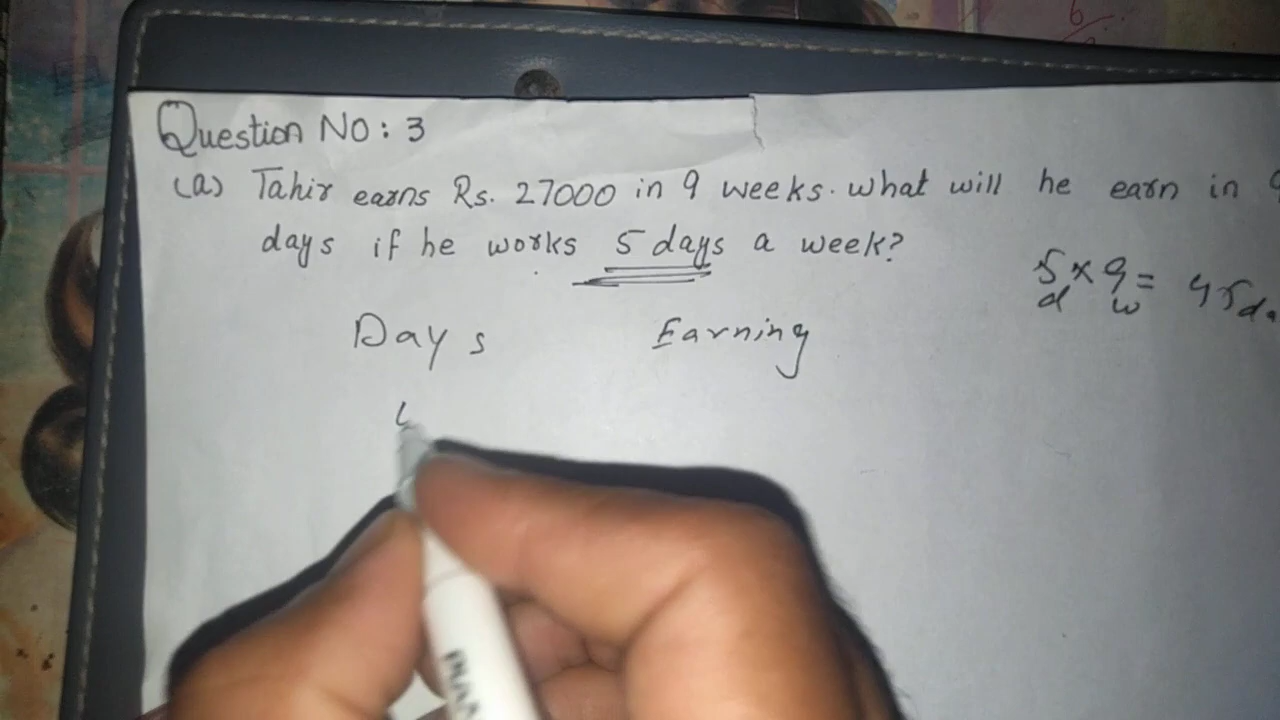 Question NO: 3
(a) Tahir earns Rs. 27000 in 9 weeks. what will he earn in
days if he works 5 days a week?
5 x 9 = 45da
d w
Days Earning